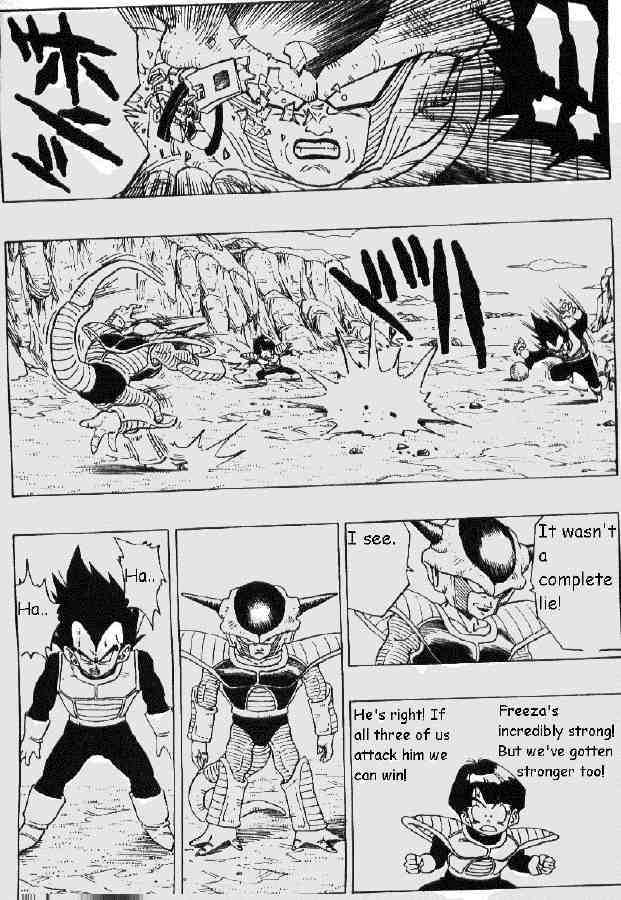 It wasn't
a
complete
lie!
I see.
Freeza's
incredibly strong!
But we've gotten
stronger too!
He's right! If
all three of us
attack him we
can win!
Ha..
Ha..